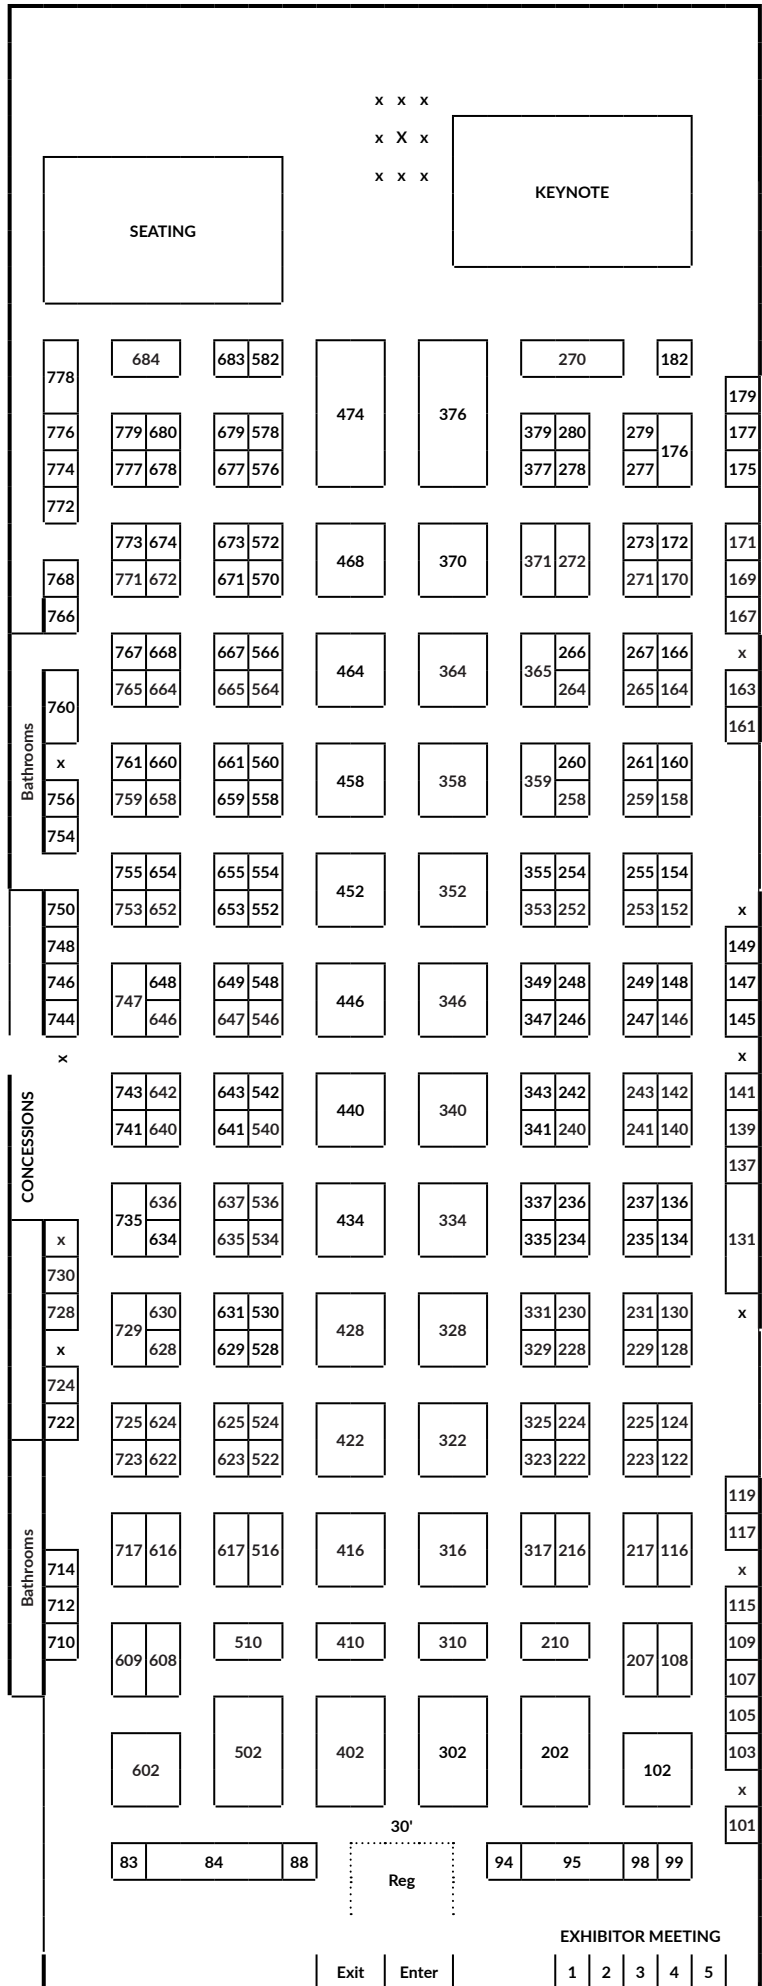 x x x
x X x
x x x
KEYNOTE
SEATING
684 683 582 270 182
778 474 376 179
776 779 680 679 578 379 280 279 177
176
774 777 678 677 576 377 278 277 175
772
773 674 673 572 273 172 171
468 370 371 272
768 771 672 671 570 271 170 169
766 167
767 668 667 566 266 267 166 x
464 364 365
765 664 665 564 264 265 164 163
760 161
Bathrooms
x 761 660 661 560 260 261 160
458 358 359
756 759 658 659 558 258 259 158
754
755 654 655 554 355 254 255 154
452 352
750 753 652 653 552 353 252 253 152 x
748 149
746 648 649 548 349 248 249 148 147
747 446 346
744 646 647 546 347 246 247 146 145
x x
CONCESSIONS
743 642 643 542 343 242 243 142 141
440 340
741 640 641 540 341 240 241 140 139
137
636 637 536 337 236 237 136
735 434 334
x 634 635 534 335 234 235 134 131
730
728 630 631 530 331 230 231 130 x
729 428 328
x 628 629 528 329 228 229 128
724
722 725 624 625 524 325 224 225 124
422 322
723 622 623 522 323 222 223 122
119
117
Bathrooms
717 616 617 516 416 316 317 216 217 116
714 x
712 115
710 510 410 310 210 109
609 608 207 108
107
105
502 402 302 202 103
602 102
x
30' 101
83 84 88 94 95 98 99
Reg
EXHIBITOR MEETING
Exit Enter 1 2 3 4 5